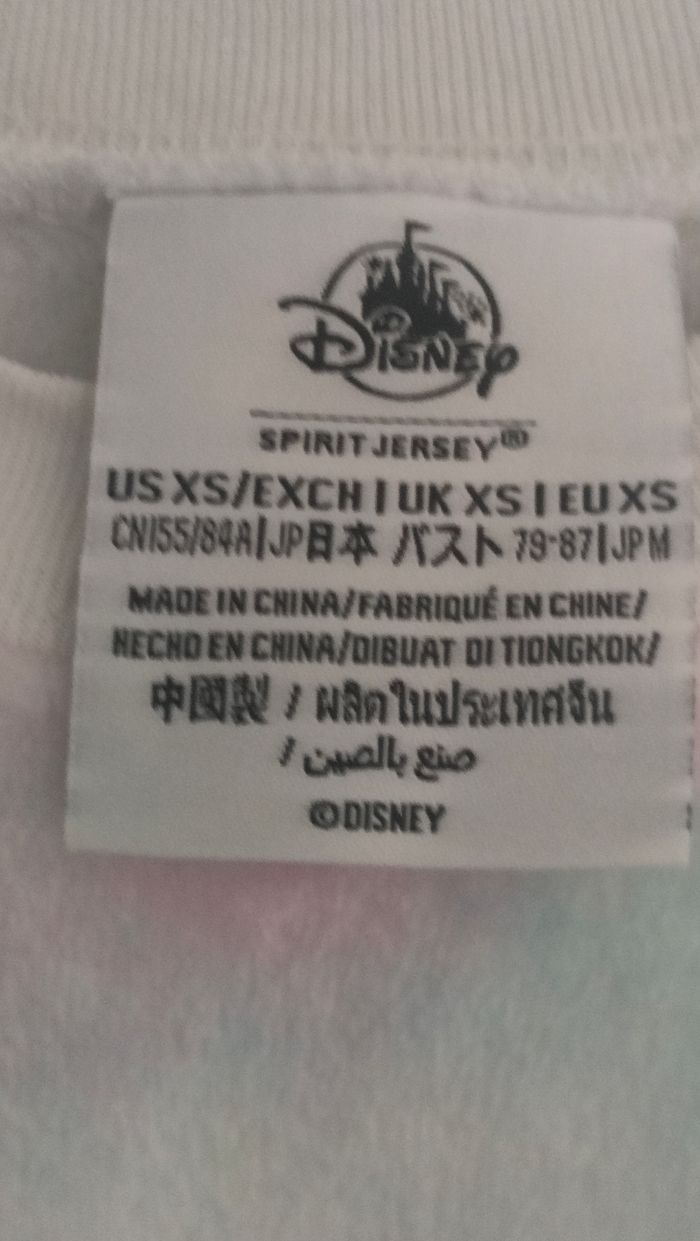 Disney
SPIRIT JERSEY®
US XS/EXCH | UK XS | EU XS
CN155/84A|JP日本 バスト 79-87|JP M
MADE IN CHINA/FABRIQUÉ EN CHINE/
HECHO EN CHINA/DIBUAT DI TIONGKOK/
中國製 / ผลิตในประเทศจีน
صنع بالصين /
©DISNEY